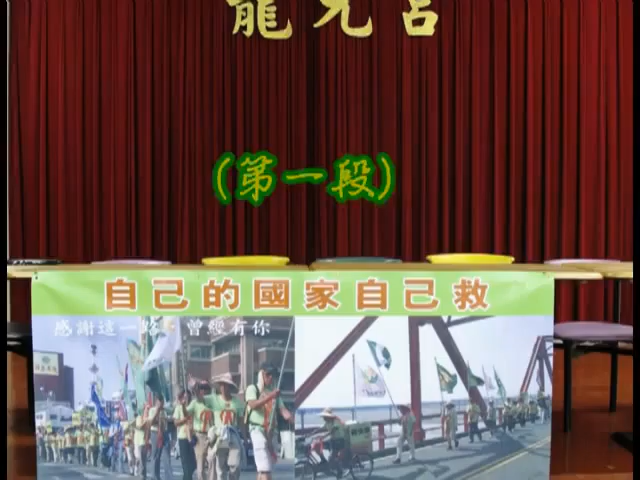 龍元宮
(第一段)
自己的國家自己救
感謝這一路 曾經有你